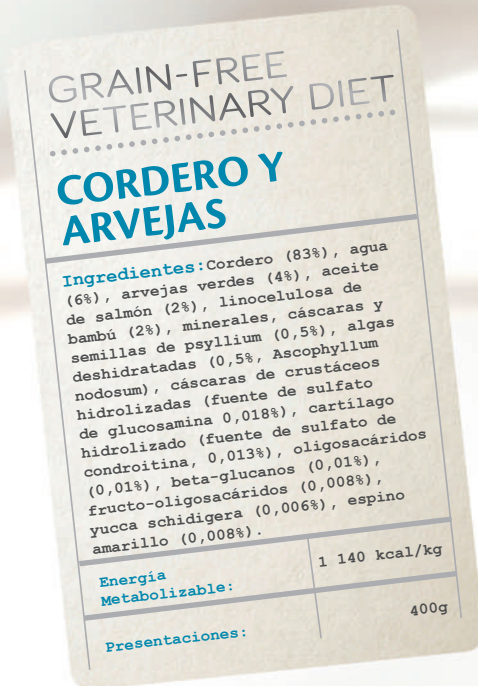 GRAIN-FREE
VETERINARY DIET
CORDERO Y
ARVEJAS
Ingredientes:Cordero (83%), agua
(6%), arvejas verdes (4%), aceite
de salmón (2%), linocelulosa de
bambú (2%), minerales, cáscaras y
semillas de psyllium (0,5%), algas
deshidratadas (0,5%, Ascophyllum
nodosum), cáscaras de crustáceos
hidrolizadas (fuente de sulfato
de glucosamina 0,018%), cartílago
hidrolizado (fuente de sulfato de
condroitina, 0,013%), oligosacáridos
(0,01%), beta-glucanos (0,01%),
fructo-oligosacáridos (0,008%),
yucca schidigera (0,006%), espino
amarillo (0,008%).
Energía
Metabolizable:
1 140 kcal/kg
Presentaciones:
400g